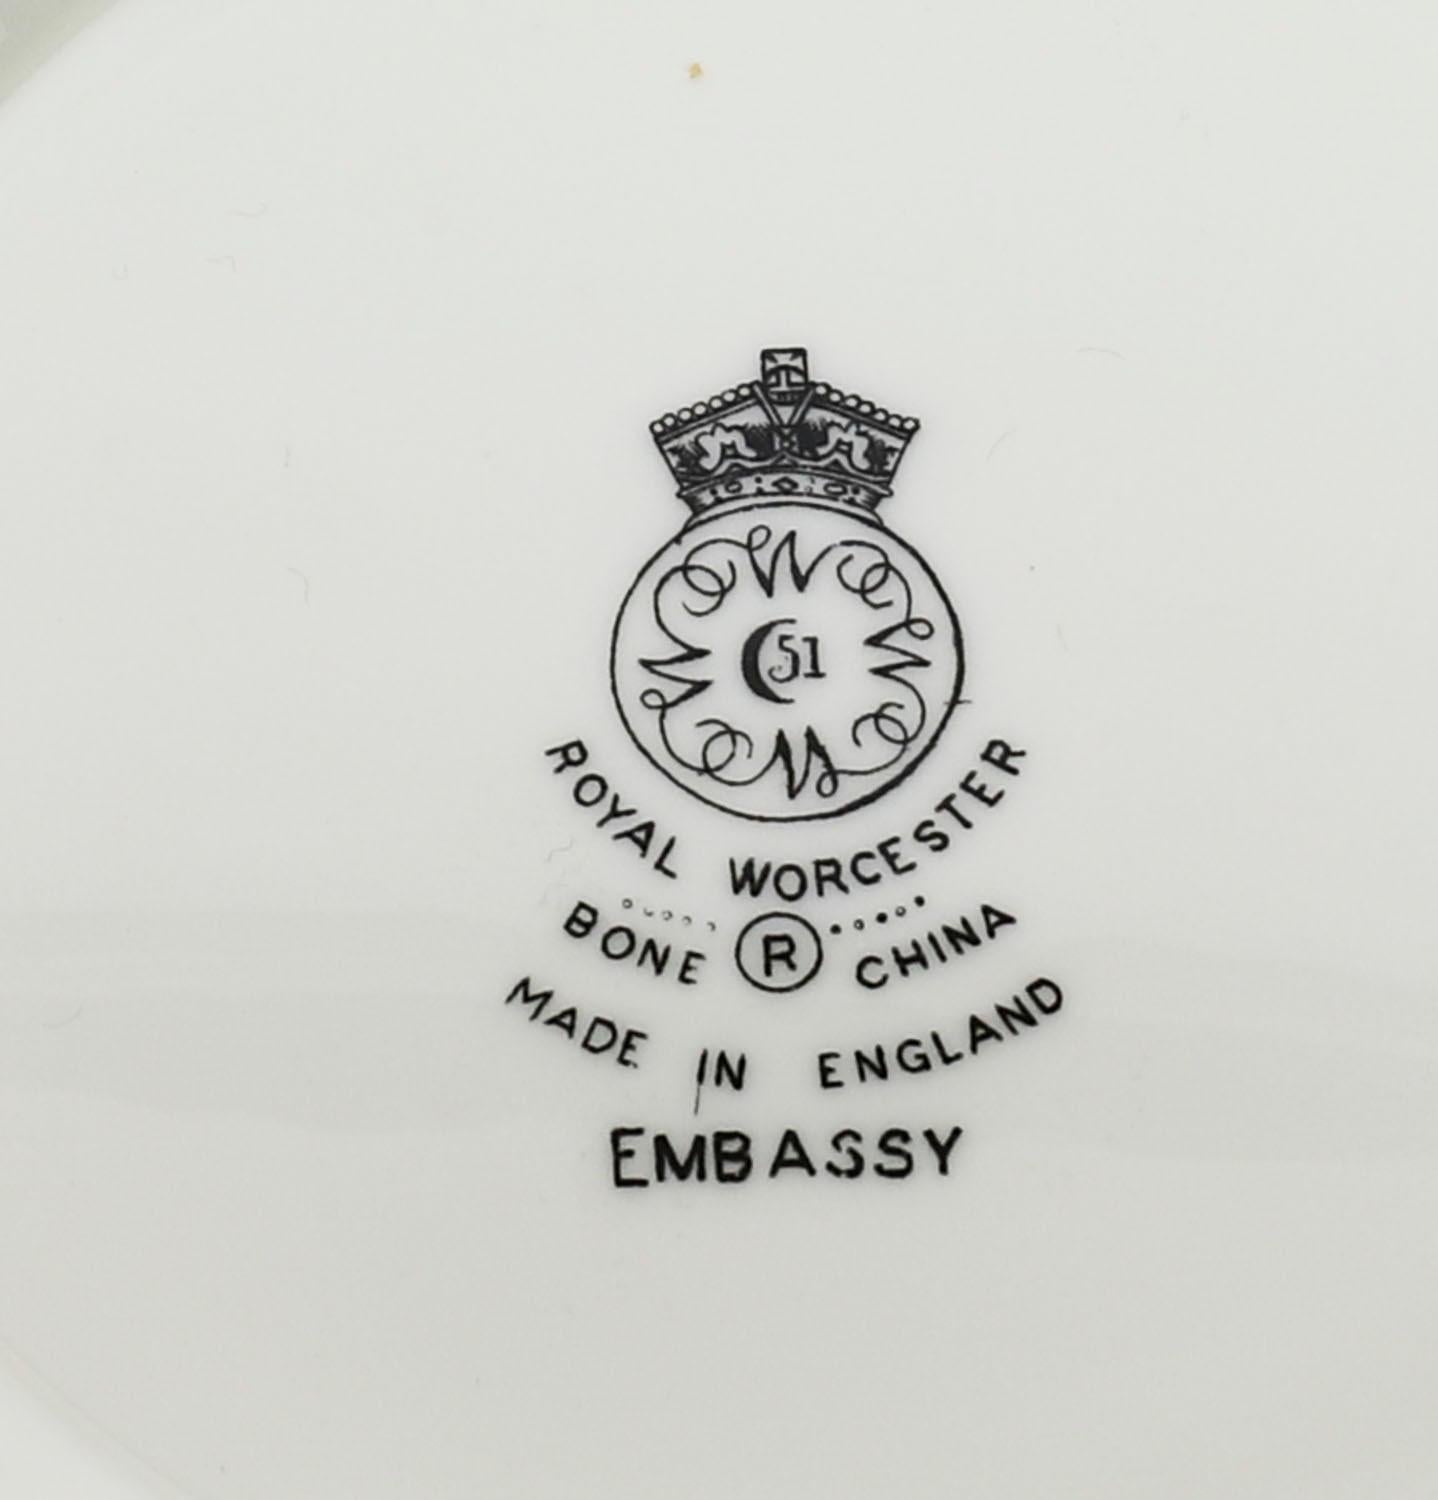 51
ROYAL WORCESTER
BONE ® CHINA
MADE IN ENGLAND
EMBASSY